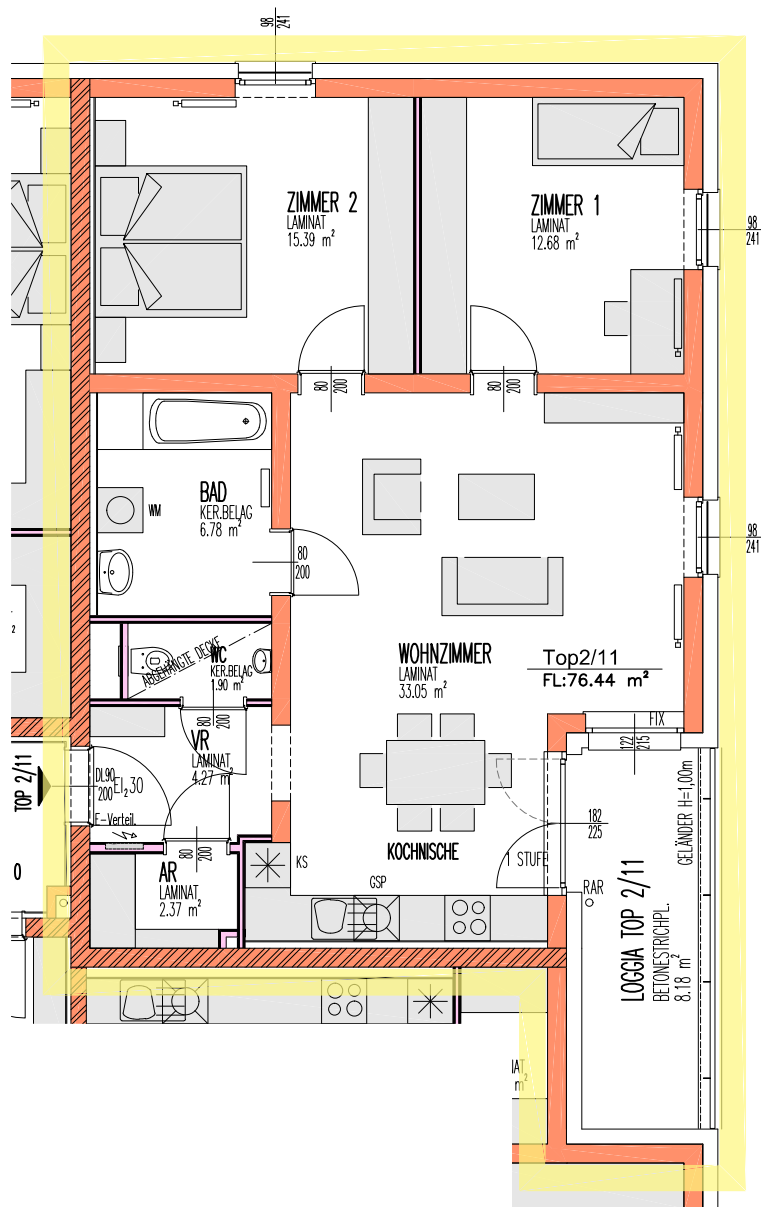 98
241
ZIMMER 2
LAMINAT
15.39 m²
ZIMMER 1
LAMINAT
12.68 m²
98
241
80
200
80
200
BAD
KER.BELAG
6.78 m²
WM
80
200
98
241
WC
KER.BELAG
1.90 m²
ABGEHÄNGTE DECKE
WOHNZIMMER
LAMINAT
33.05 m²
Top2/11
FL:76.44 m²
80
200
VR
LAMINAT
4.27 m²
FIX
122
215
TOP 2/11
DL90
200
EI₂30
E-Verteil.
80
200
AR
LAMINAT
2.37 m²
KS
GSP
KOCHNISCHE
1 STUFE
182
225
RAR
GELÄNDER H=1,00m
LOGGIA TOP 2/11
BETONESTRICHPL.
8.18 m²
m²